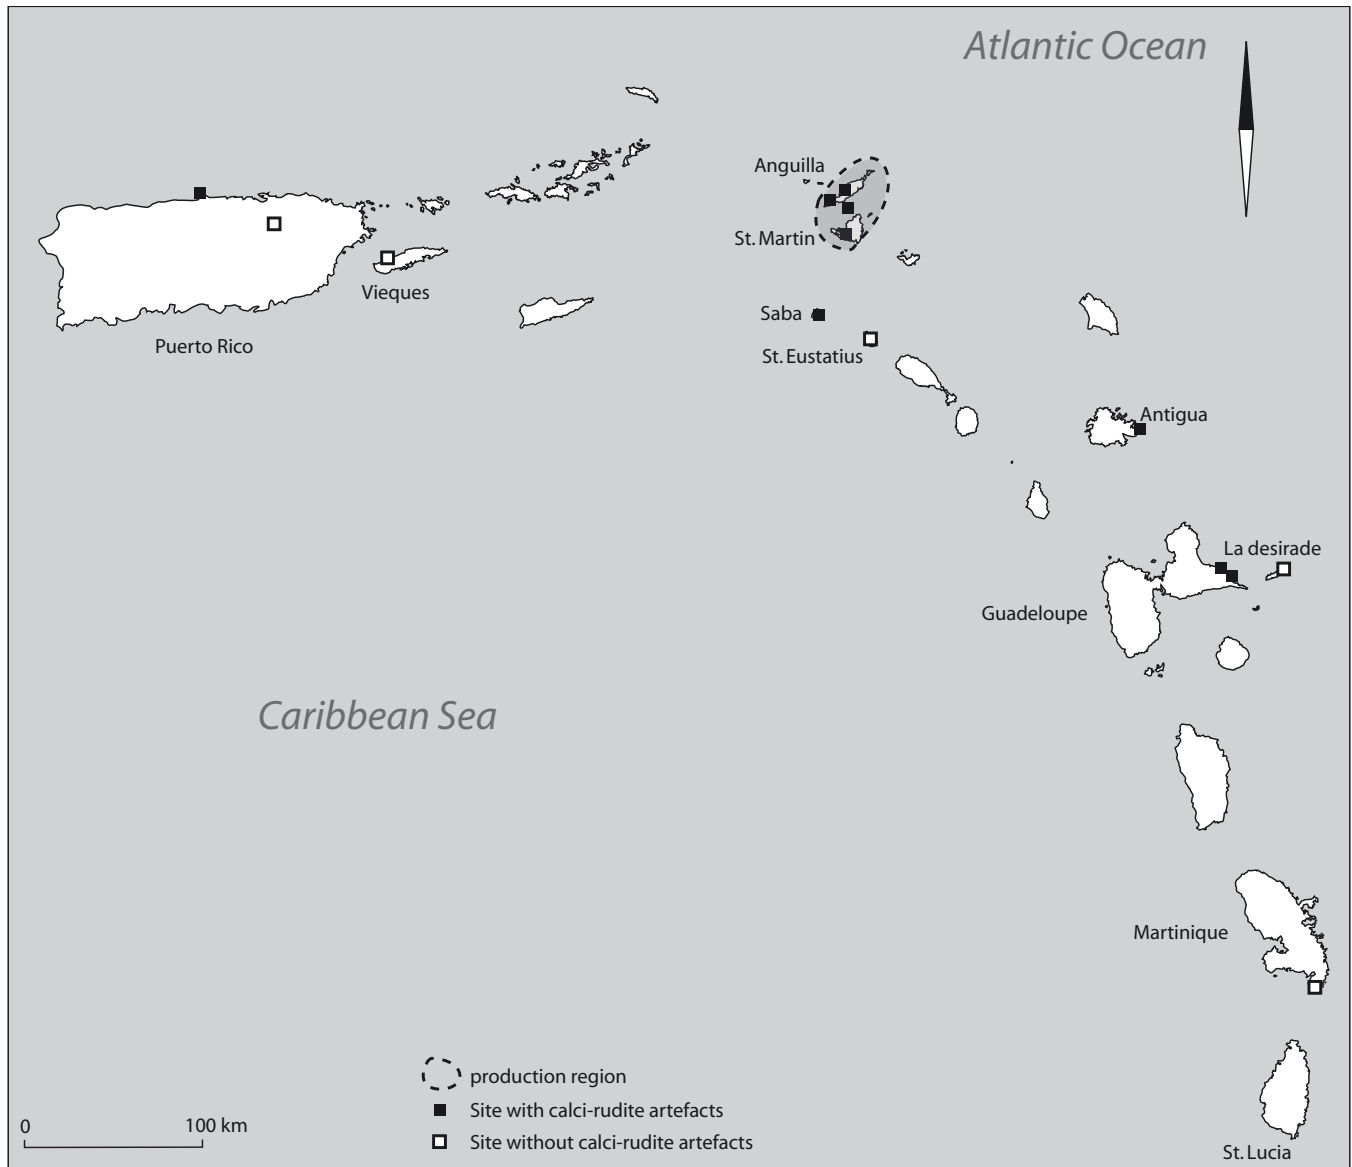 Atlantic Ocean
Anguilla
St. Martin
Vieques
Saba
Puerto Rico
St. Eustatius
Antigua
La desirade
Guadeloupe
Caribbean Sea
Martinique
production region
Site with calci-rudite artefacts
0
100 km
Site without calci-rudite artefacts
St. Lucia